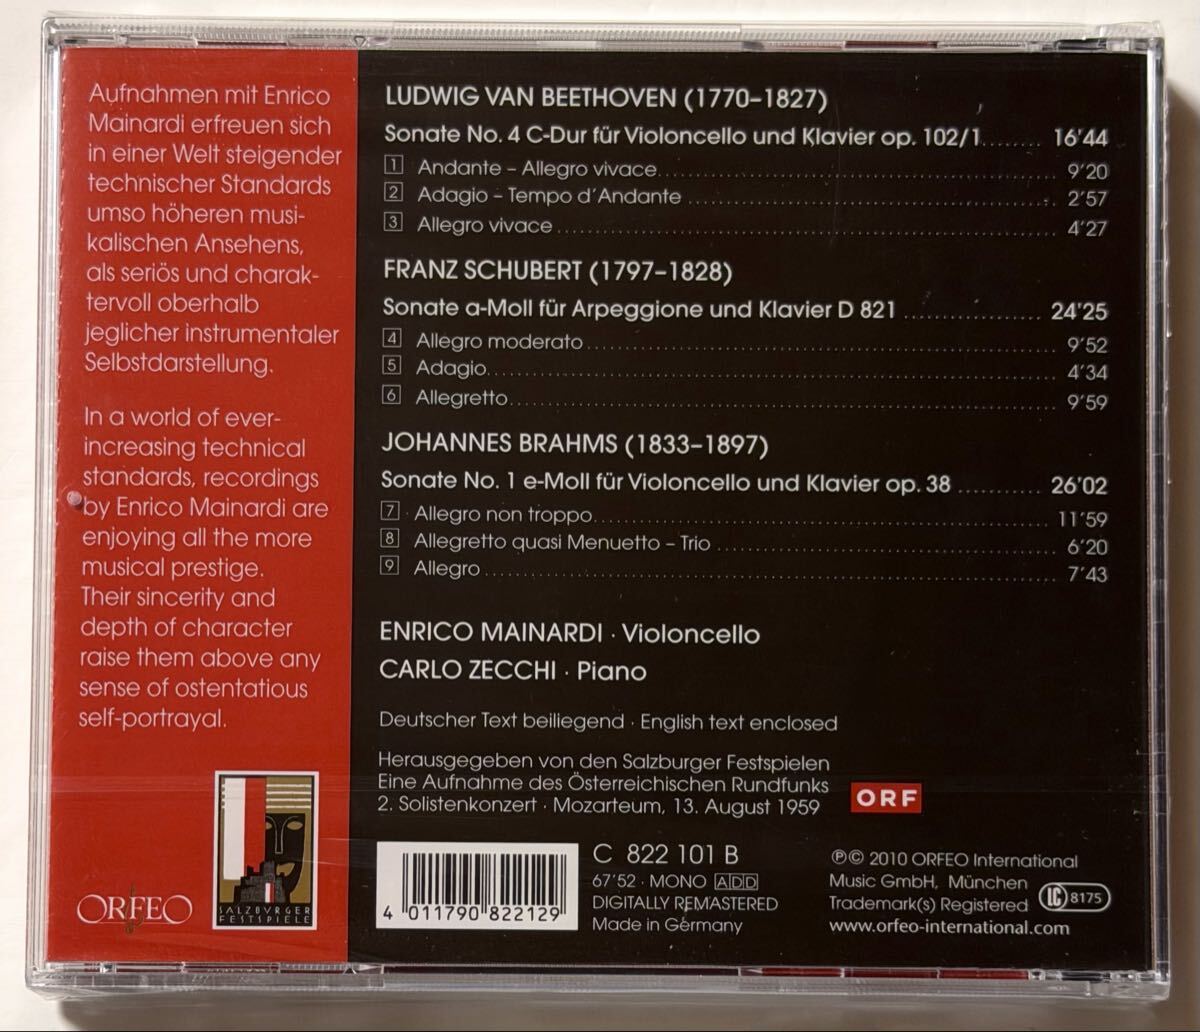 Aufnahmen mit Enrico
Mainardi erfreuen sich
in einer Welt steigender
technischer Standards
umso höheren musi-
kalischen Ansehens,
als seriös und charak-
tervoll oberhalb
jeglicher instrumentaler
Selbstdarstellung.
In a world of ever-
increasing technical
standards, recordings
by Enrico Mainardi are
enjoying all the more
musical prestige.
Their sincerity and
depth of character
raise them above any
sense of ostentatious
self-portrayal.
ORFEO
SALZBURGER
FESTSPIELE
LUDWIG VAN BEETHOVEN (1770–1827)
Sonate No. 4 C-Dur für Violoncello und Klavier op. 102/1 ........ 16'44
1 Andante – Allegro vivace ........ 9'20
2 Adagio – Tempo d'Andante ........ 2'57
3 Allegro vivace ........ 4'27
FRANZ SCHUBERT (1797–1828)
Sonate a-Moll für Arpeggione und Klavier D 821 ........ 24'25
4 Allegro moderato ........ 9'52
5 Adagio ........ 4'34
6 Allegretto ........ 9'59
JOHANNES BRAHMS (1833–1897)
Sonate No. 1 e-Moll für Violoncello und Klavier op. 38 ........ 26'02
7 Allegro non troppo ........ 11'59
8 Allegretto quasi Menuetto – Trio ........ 6'20
9 Allegro ........ 7'43
ENRICO MAINARDI · Violoncello
CARLO ZECCHI · Piano
Deutscher Text beiliegend · English text enclosed
Herausgegeben von den Salzburger Festspielen
Eine Aufnahme des Österreichischen Rundfunks
2. Solistenkonzert · Mozarteum, 13. August 1959
ORF
4 011790 822129
C 822 101 B
67'52 · MONO ADD
DIGITALLY REMASTERED
Made in Germany
℗© 2010 ORFEO International
Music GmbH, München
Trademark(s) Registered
www.orfeo-international.com
LC 8175